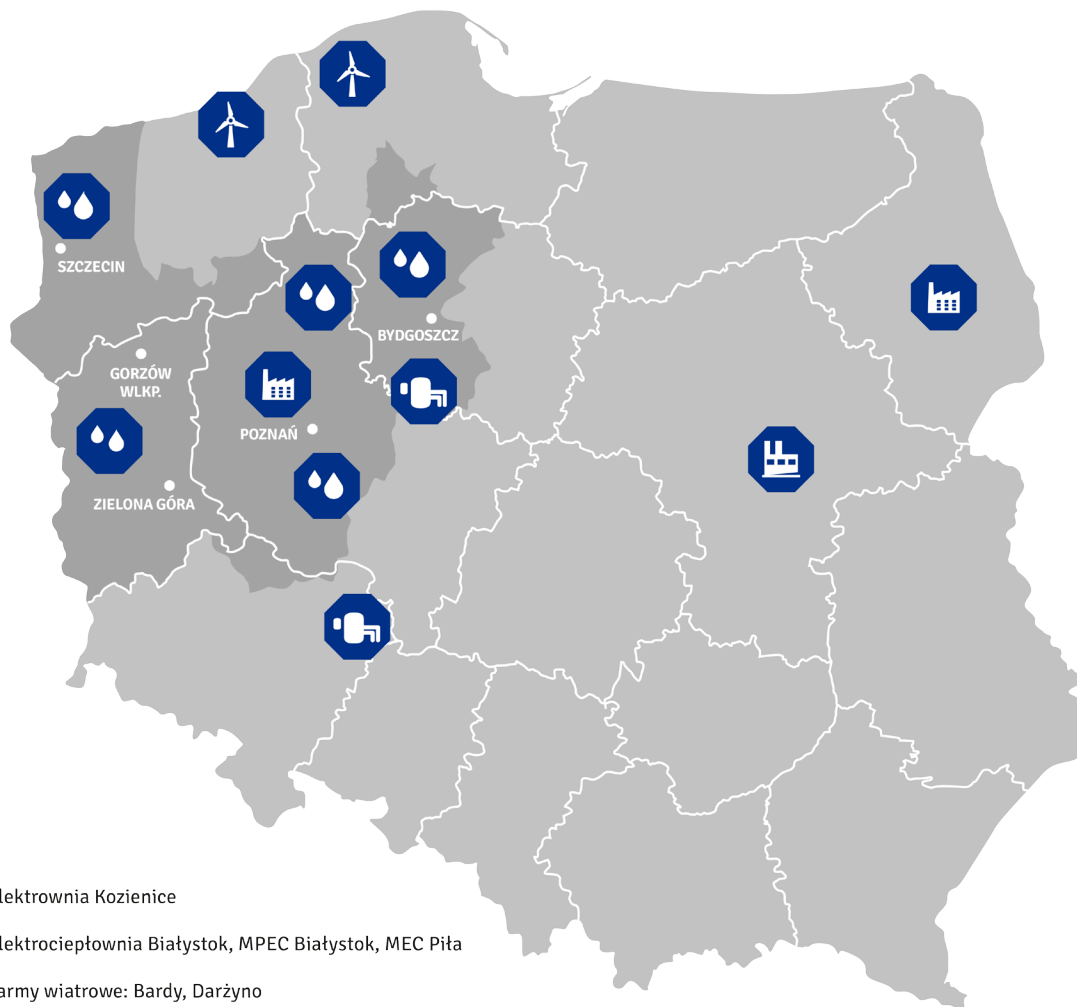 SZCZECIN
BYDGOSZCZ
GORZÓW
WLKP.
POZNAŃ
ZIELONA GÓRA
lektrownia Kozienice
lektrociepłownia Białystok, MPEC Białystok, MEC Piła
army wiatrowe: Bardy, Darżyno